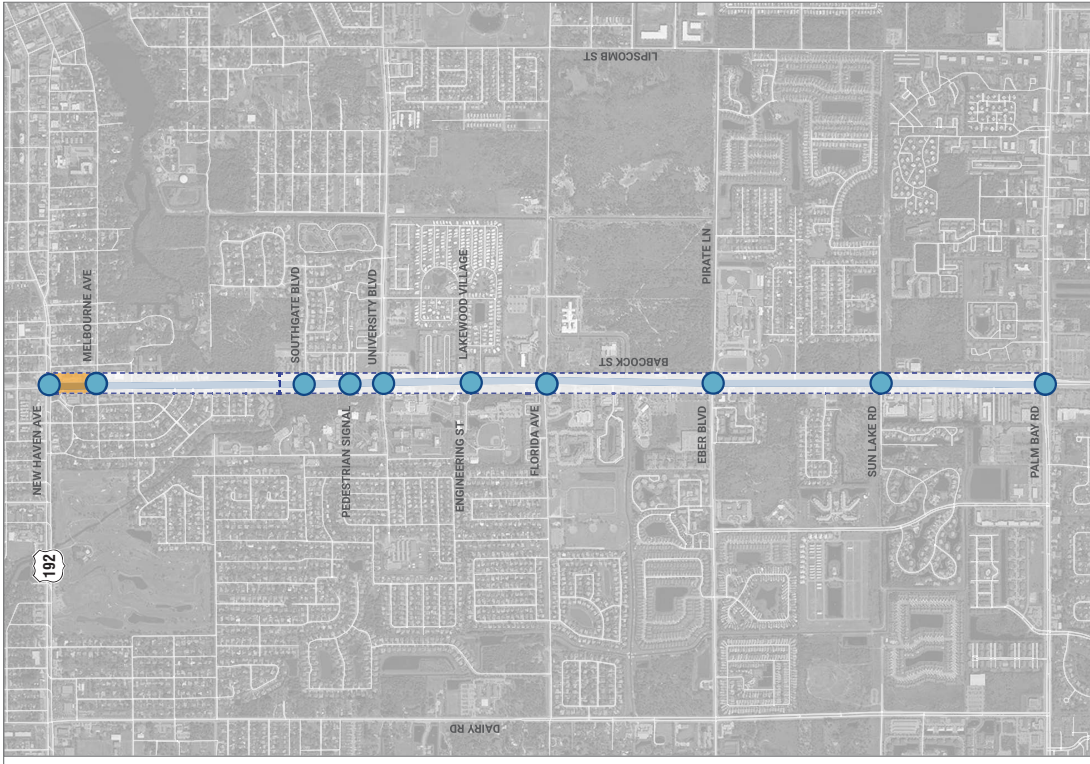 LIPSCOMB ST
MELBOURNE AVE
SOUTHGATE BLVD
UNIVERSITY BLVD
LAKEWOOD VILLAGE
PIRATE LN
BABCOCK ST
NEW HAVEN AVE
PEDESTRIAN SIGNAL
ENGINEERING ST
FLORIDA AVE
EBER BLVD
SUN LAKE RD
PALM BAY RD
192
DAIRY RD